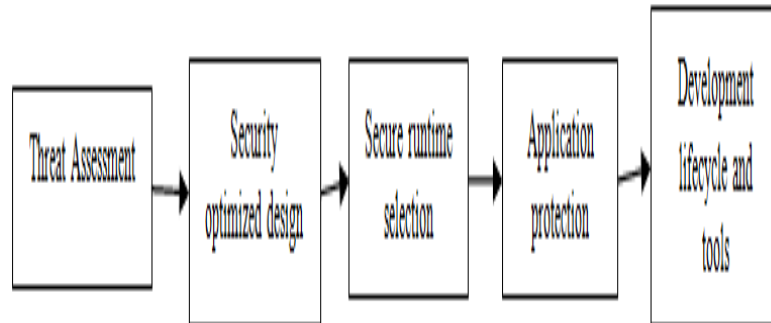 Threat Assessment
Security
optimized design
Secure runtime
selection
Application
protection
Development
lifecycle and
tools